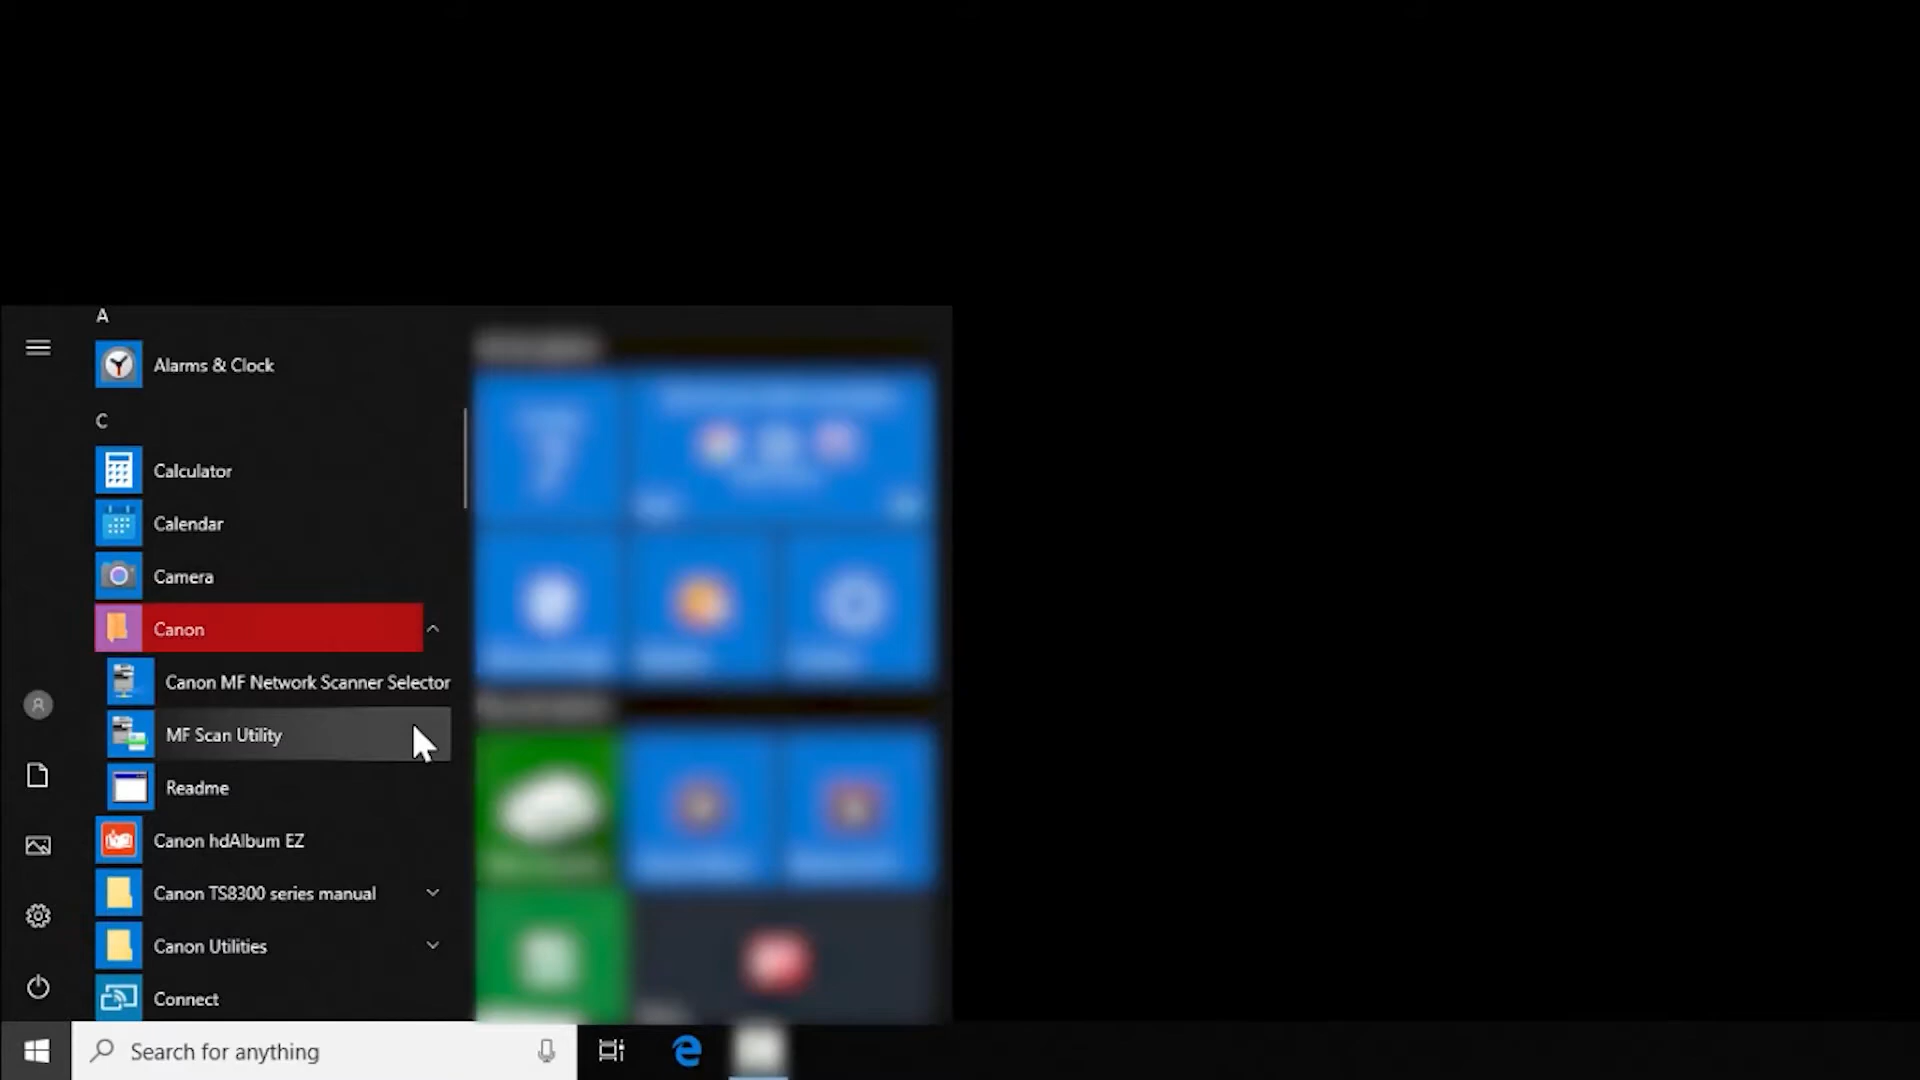 A
Alarms & Clock
C
Calculator
Calendar
Camera
Canon
Canon MF Network Scanner Selector
MF Scan Utility
Readme
Canon hdAlbum EZ
Canon TS8300 series manual
Canon Utilities
Connect
Search for anything